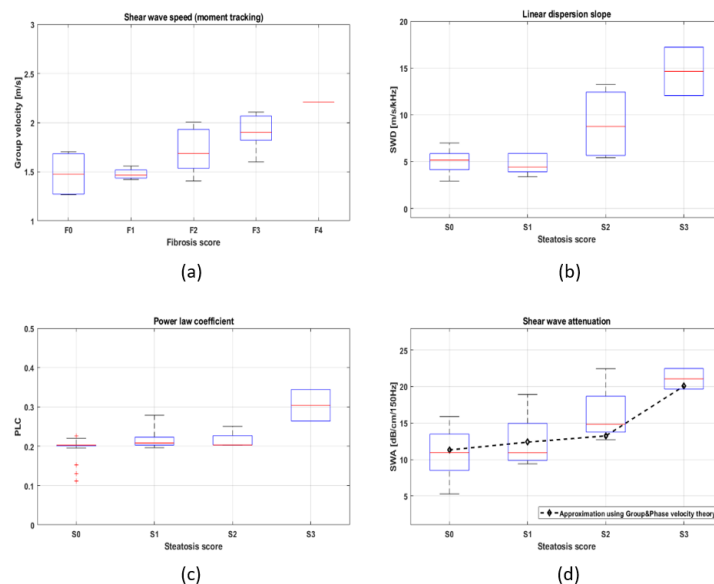 Shear wave speed (moment tracking)
3
2.5
2
1.5
1
Group velocity [m/s]
F0 F1 F2 F3 F4
Fibrosis score
(a)
Linear dispersion slope
20
15
10
5
0
SWD [m/s/kHz]
S0 S1 S2 S3
Steatosis score
(b)
Power law coefficient
0.5
0.4
0.3
0.2
0.1
0
PLC
S0 S1 S2 S3
Steatosis score
(c)
Shear wave attenuation
25
20
15
10
5
SWA [dB/cm/150Hz]
Approximation using Group&Phase velocity theory
S0 S1 S2 S3
Steatosis score
(d)